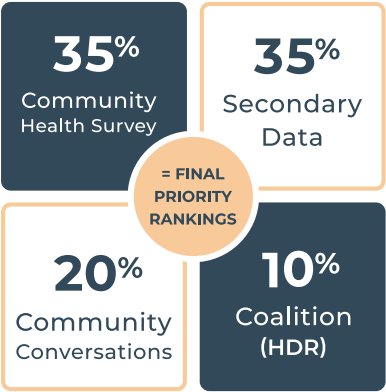 35%
Community
Health Survey
35%
Secondary
Data
= FINAL
PRIORITY
RANKINGS
20%
Community
Conversations
10%
Coalition
(HDR)